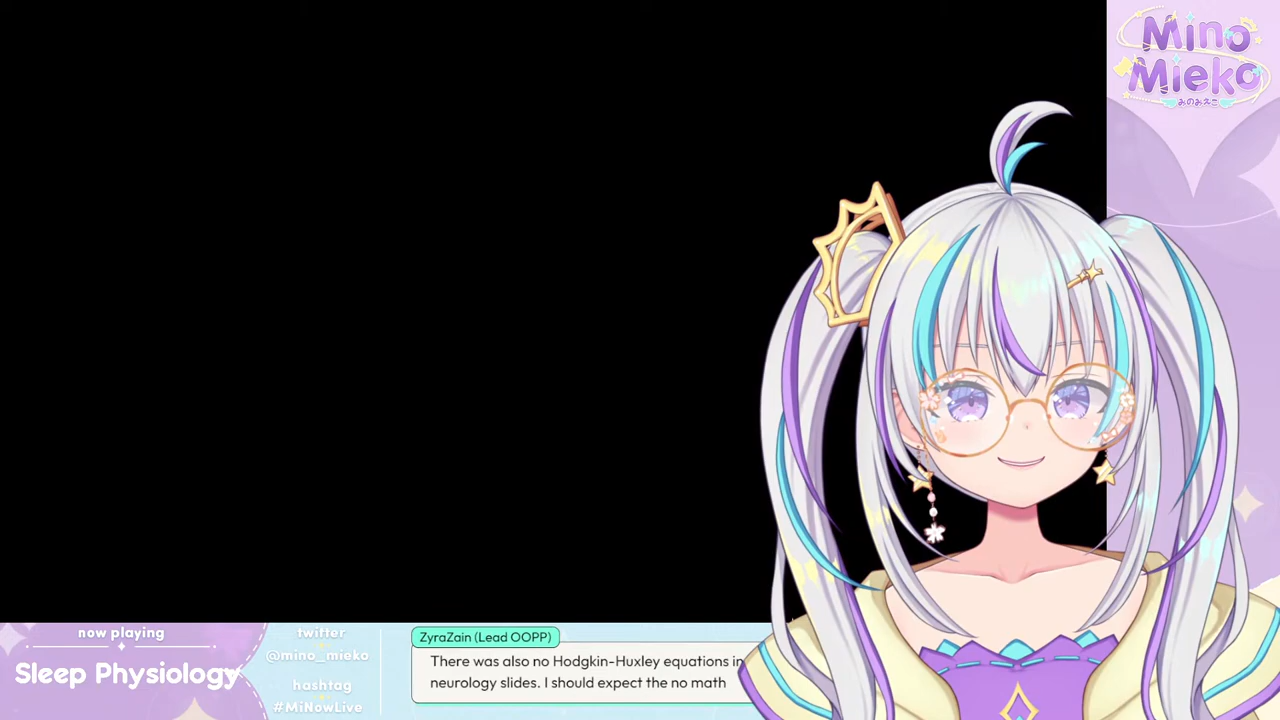 Mino
Mieko
みのみえこ
now playing
Sleep Physiology
twitter
@mino_mieko
hashtag
#MiNowLive
ZyraZain (Lead OOPP)
There was also no Hodgkin-Huxley equations in
neurology slides. I should expect the no math